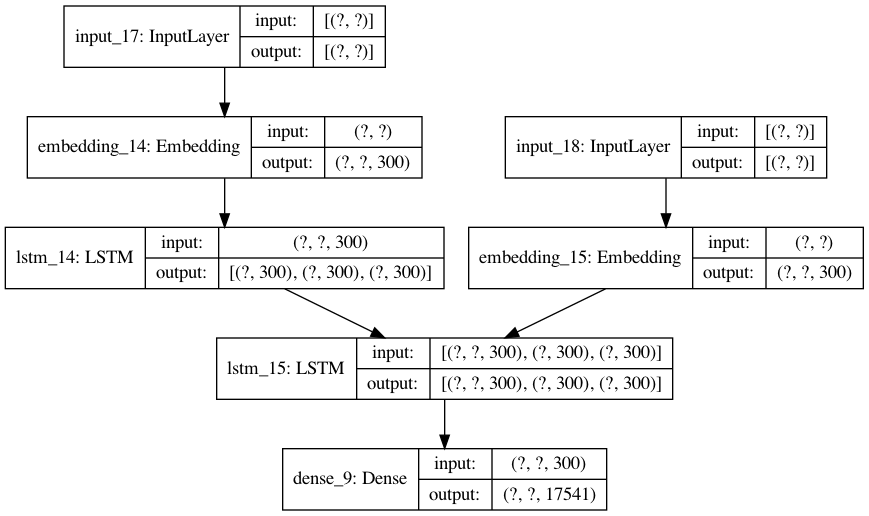 input_17: InputLayer
input: [(?, ?)]
output: [(?, ?)]
embedding_14: Embedding
input: (?, ?)
output: (?, ?, 300)
input_18: InputLayer
input: [(?, ?)]
output: [(?, ?)]
lstm_14: LSTM
input: (?, ?, 300)
output: [(?, 300), (?, 300), (?, 300)]
embedding_15: Embedding
input: (?, ?)
output: (?, ?, 300)
lstm_15: LSTM
input: [(?, ?, 300), (?, 300), (?, 300)]
output: [(?, ?, 300), (?, 300), (?, 300)]
dense_9: Dense
input: (?, ?, 300)
output: (?, ?, 17541)